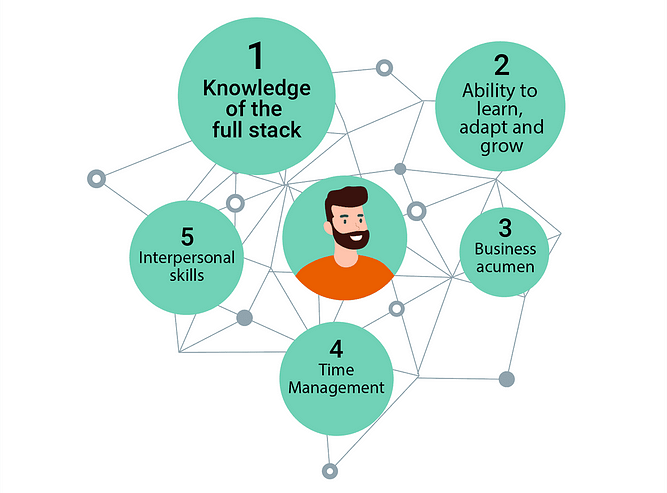 1
Knowledge
of the
full stack
2
Ability to
learn,
adapt and
grow
3
Business
acumen
4
Time
Management
5
Interpersonal
skills